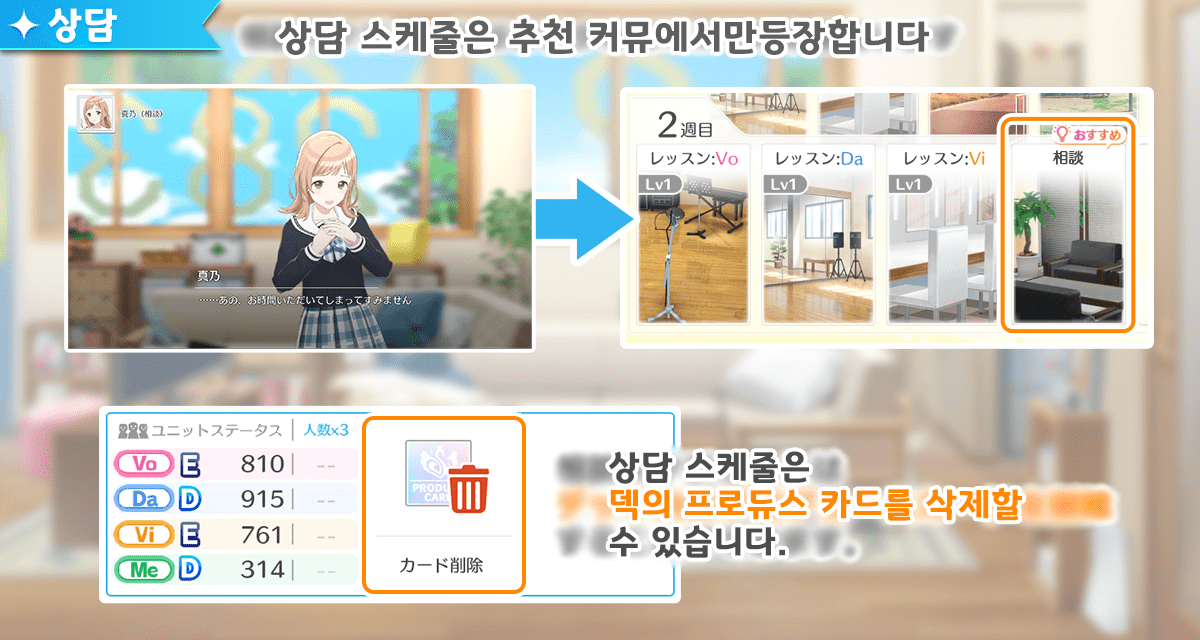 상담
상담 스케줄은 추천 커뮤에서만등장합니다
真乃（相談）
真乃
……あの、お時間いただいてしまってすみません
2週目
レッスン:Vo
Lv1
レッスン:Da
Lv1
レッスン:Vi
Lv1
おすすめ
相談
ユニットステータス 人数x3
Vo E 810 --
Da D 915 --
Vi E 761 --
Me D 314 --
PRODUCE
CARD
カード削除
상담 스케줄은
덱의 프로듀스 카드를 삭제할
수 있습니다.